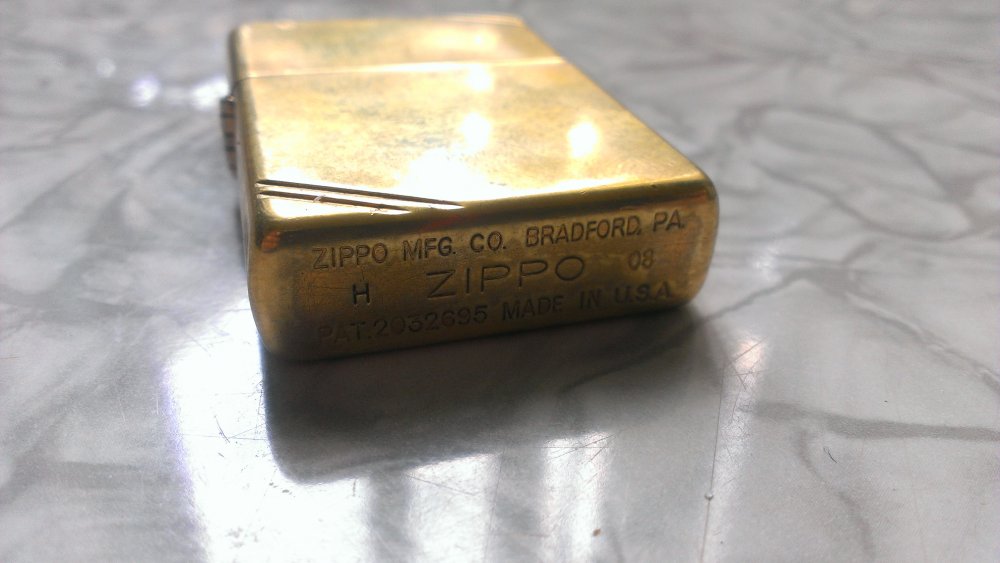 ZIPPO MFG. CO. BRADFORD, PA.
H ZIPPO 08
PAT.2032695 MADE IN U.S.A.